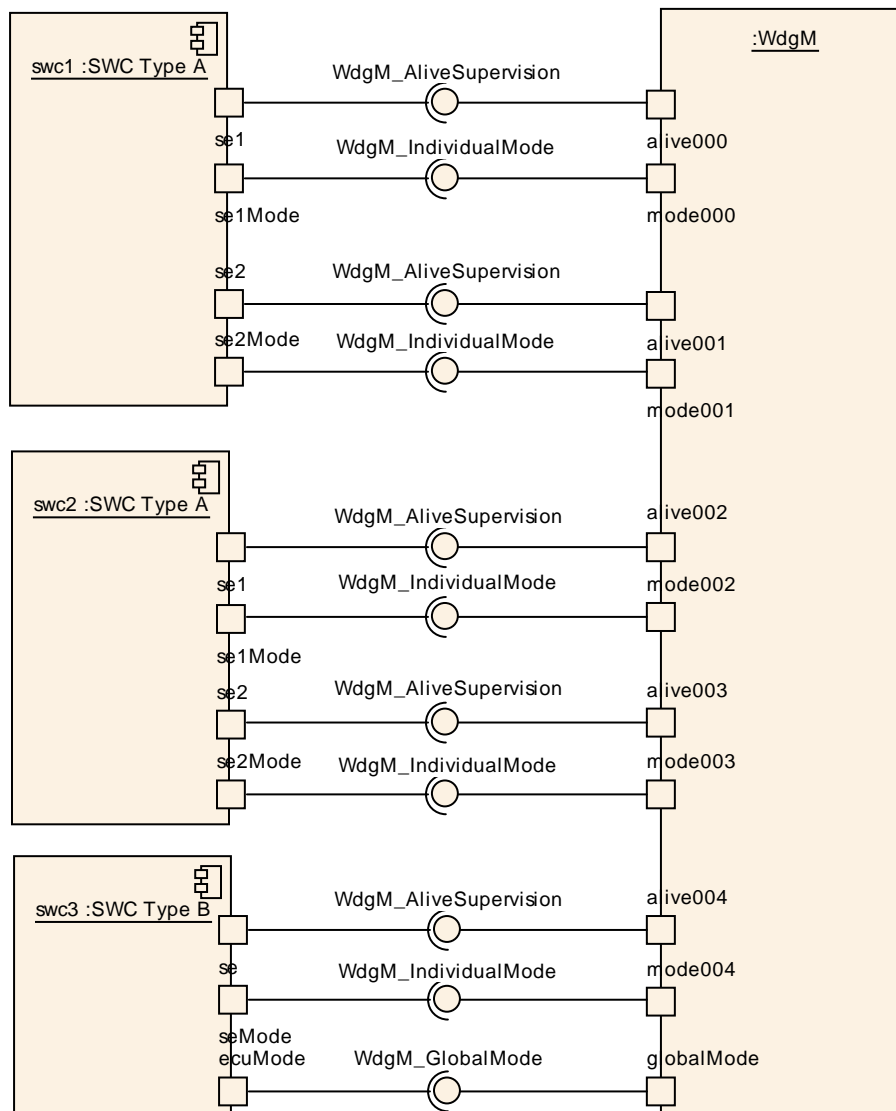 swc1 :SWC Type A
:WdgM
WdgM_AliveSupervision
se1
alive000
WdgM_IndividualMode
se1Mode
mode000
se2
WdgM_AliveSupervision
se2Mode
alive001
WdgM_IndividualMode
mode001
swc2 :SWC Type A
WdgM_AliveSupervision
alive002
se1
WdgM_IndividualMode
mode002
se1Mode
se2
WdgM_AliveSupervision
alive003
se2Mode
WdgM_IndividualMode
mode003
swc3 :SWC Type B
WdgM_AliveSupervision
alive004
se
WdgM_IndividualMode
mode004
seMode
ecuMode
WdgM_GlobalMode
globalMode